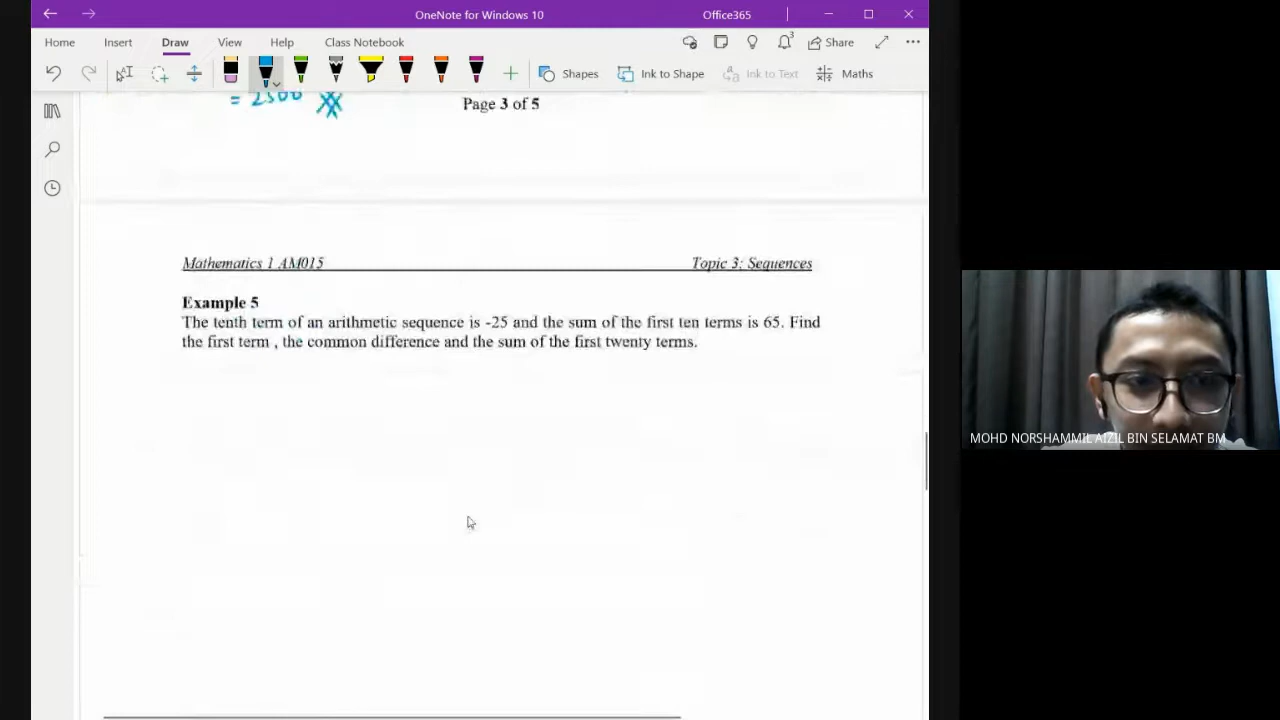 OneNote for Windows 10
Office365
Home Insert Draw View Help Class Notebook
3
Share
Shapes Ink to Shape Ink to Text Maths
= 2500
Page 3 of 5
Mathematics 1 AM015 Topic 3: Sequences
Example 5
The tenth term of an arithmetic sequence is -25 and the sum of the first ten terms is 65. Find
the first term , the common difference and the sum of the first twenty terms.
MOHD NORSHAMMIL AIZIL BIN SELAMAT BM